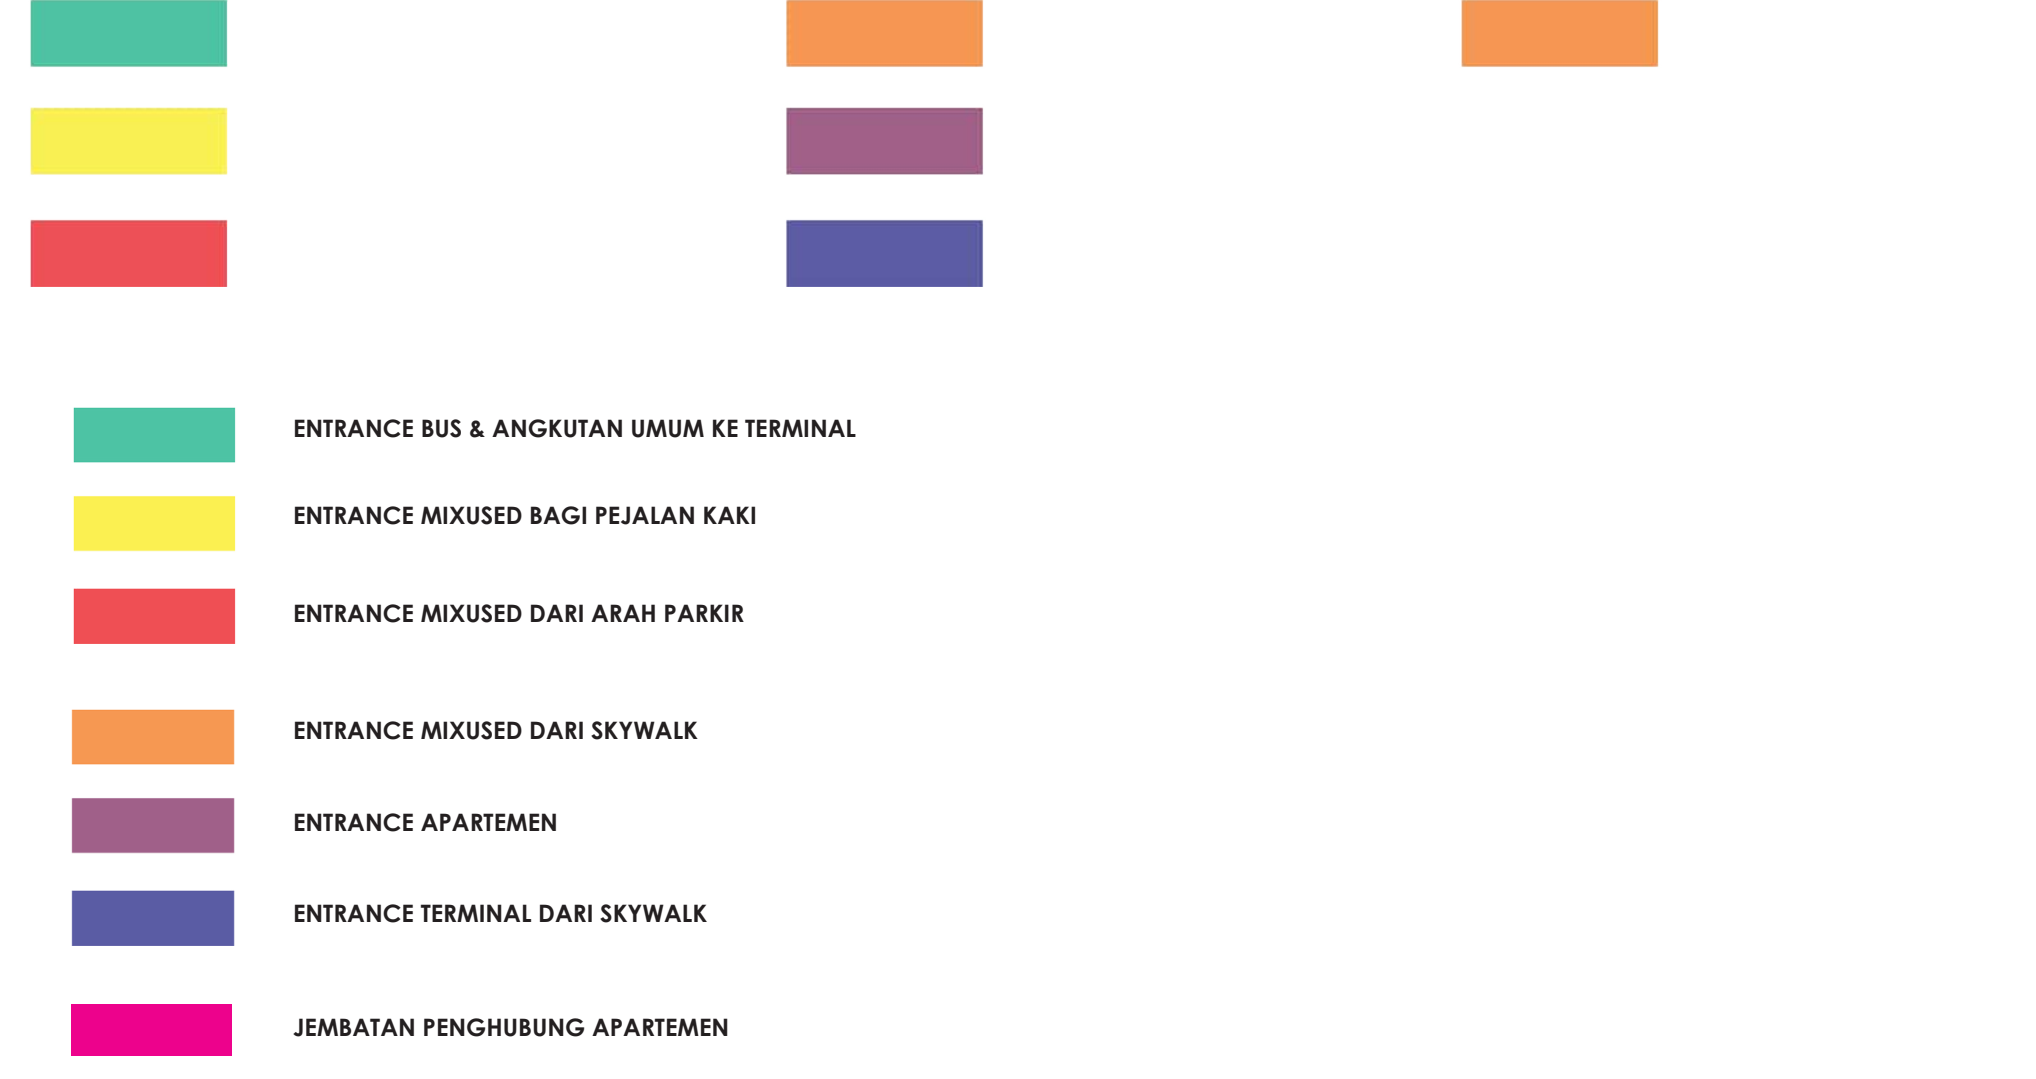 ENTRANCE BUS & ANGKUTAN UMUM KE TERMINAL
ENTRANCE MIXUSED BAGI PEJALAN KAKI
ENTRANCE MIXUSED DARI ARAH PARKIR
ENTRANCE MIXUSED DARI SKYWALK
ENTRANCE APARTEMEN
ENTRANCE TERMINAL DARI SKYWALK
JEMBATAN PENGHUBUNG APARTEMEN